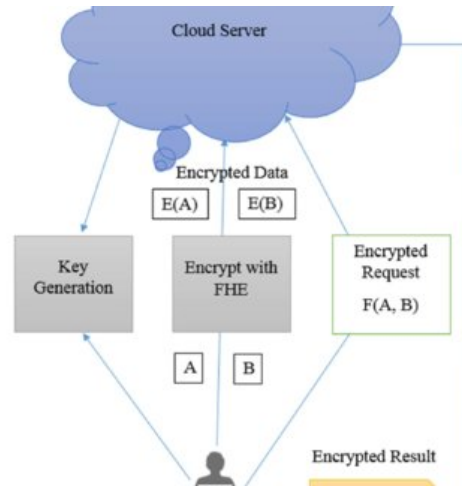 Cloud Server
Encrypted Data
E(A)
E(B)
Key
Generation
Encrypt with
FHE
Encrypted
Request
F(A, B)
A
B
Encrypted Result